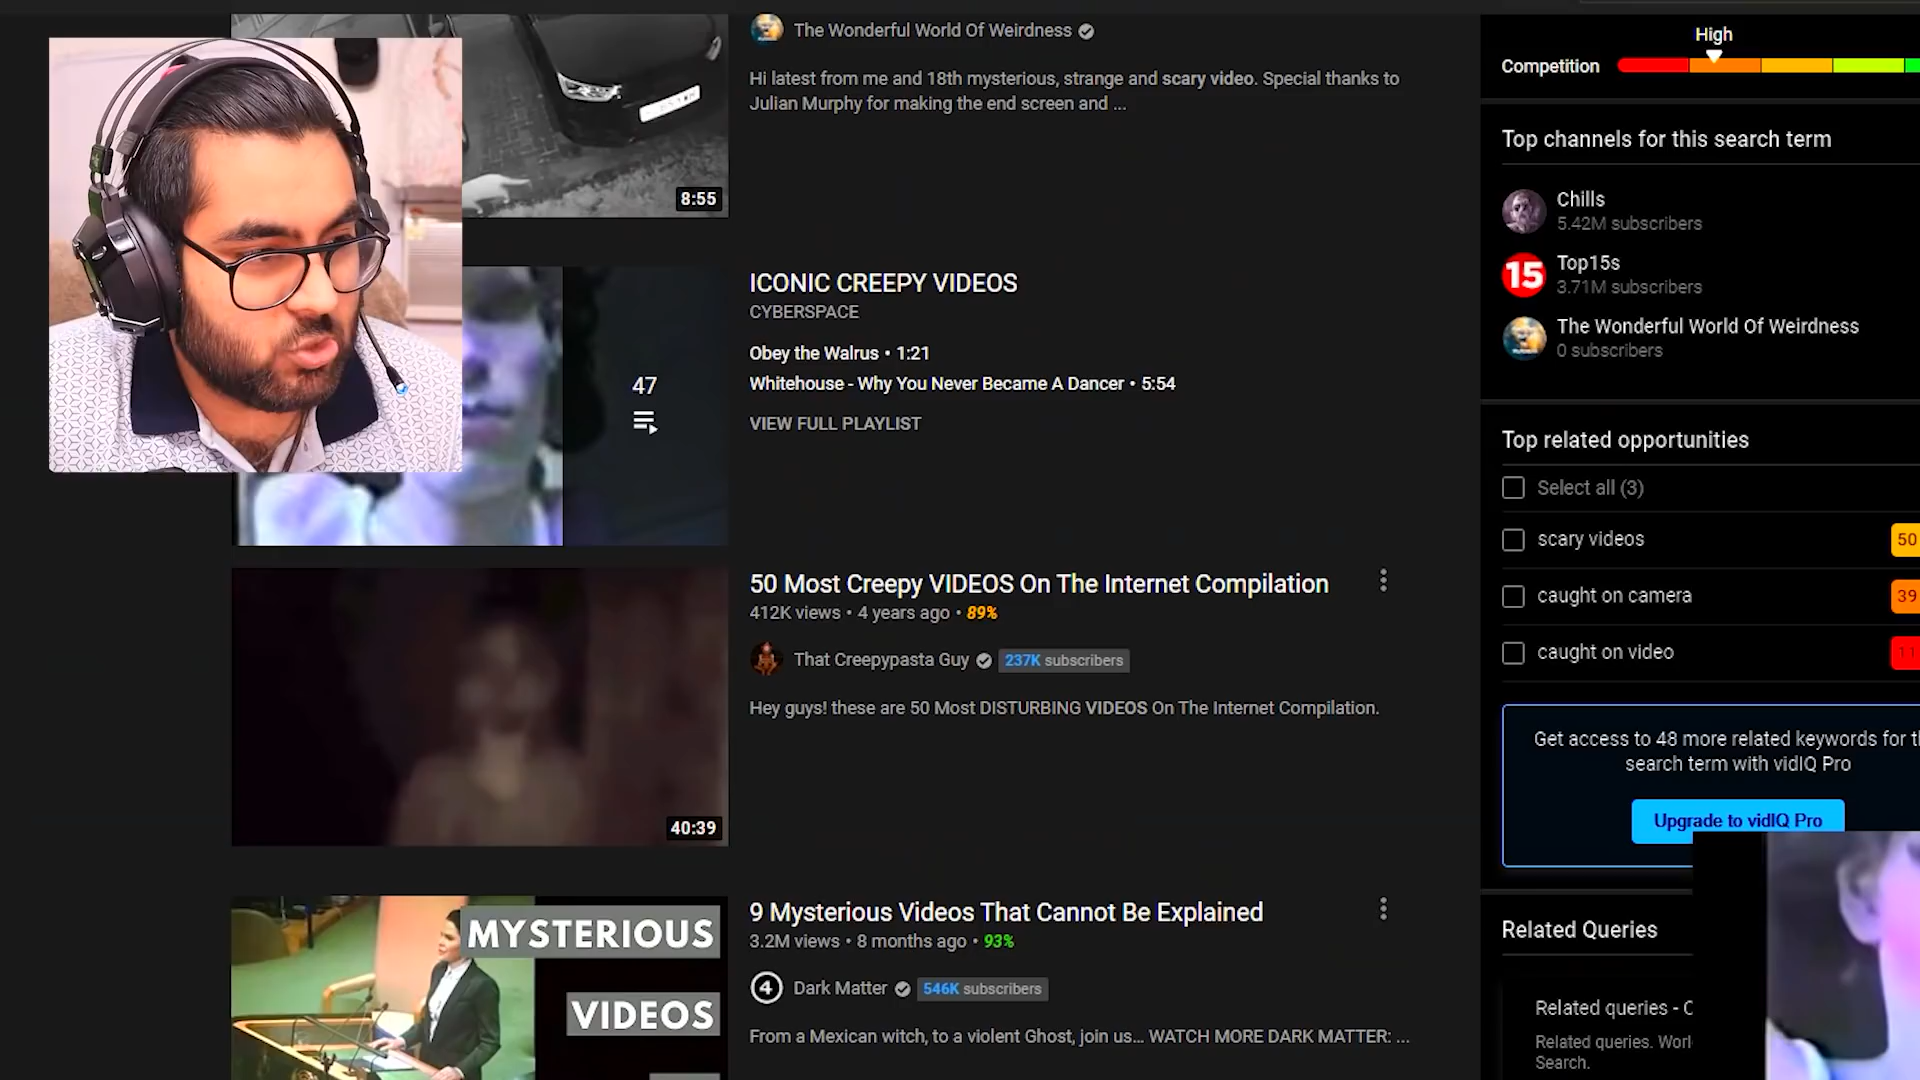 The Wonderful World Of Weirdness
Hi latest from me and 18th mysterious, strange and scary video. Special thanks to
Julian Murphy for making the end screen and ...
8:55
ICONIC CREEPY VIDEOS
CYBERSPACE
Obey the Walrus • 1:21
Whitehouse - Why You Never Became A Dancer • 5:54
VIEW FULL PLAYLIST
47
50 Most Creepy VIDEOS On The Internet Compilation
412K views • 4 years ago • 89%
That Creepypasta Guy 237K subscribers
Hey guys! these are 50 Most DISTURBING VIDEOS On The Internet Compilation.
40:39
MYSTERIOUS
VIDEOS
9 Mysterious Videos That Cannot Be Explained
3.2M views • 8 months ago • 93%
4 Dark Matter 546K subscribers
From a Mexican witch, to a violent Ghost, join us... WATCH MORE DARK MATTER: ...
High
Competition
Top channels for this search term
Chills
5.42M subscribers
15 Top15s
3.71M subscribers
The Wonderful World Of Weirdness
0 subscribers
Top related opportunities
Select all (3)
scary videos 50
caught on camera 39
caught on video 11
Get access to 48 more related keywords for
search term with vidIQ Pro
Upgrade to vidIQ Pro
Related Queries
Related queries -
Related queries.
Search.